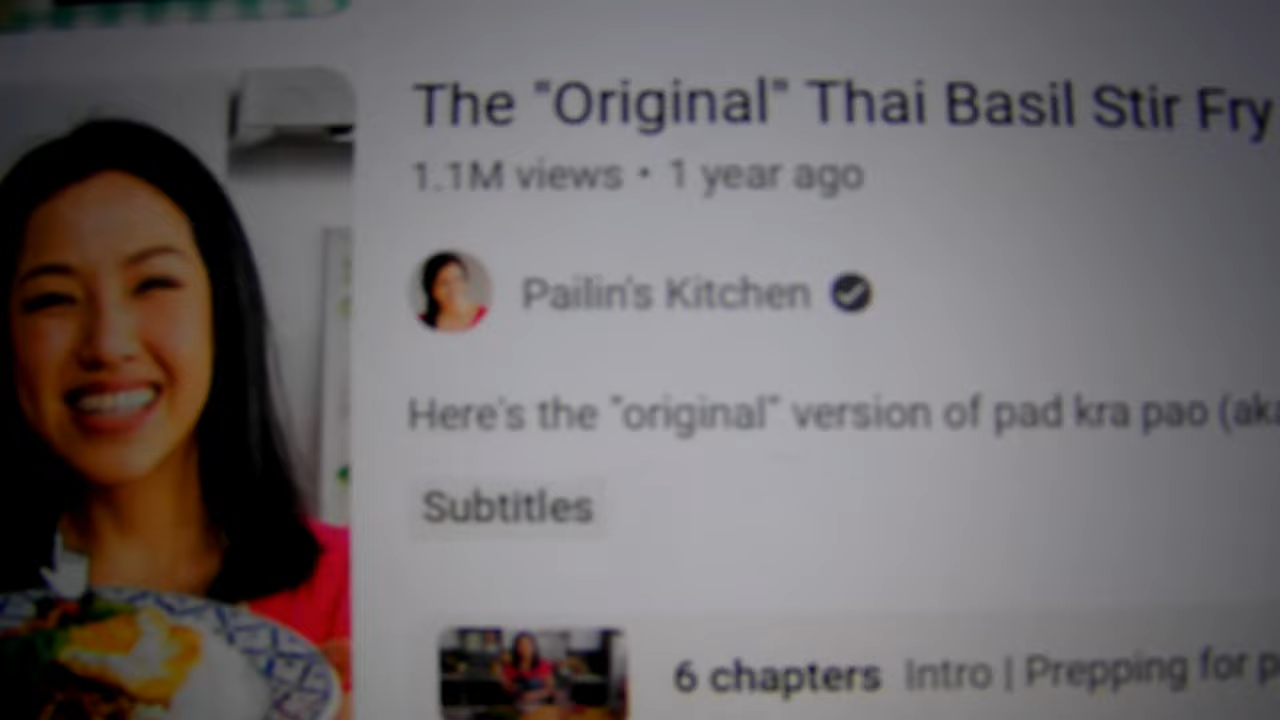 The "Original" Thai Basil Stir Fry
1.1M views • 1 year ago
Pailin's Kitchen
Here's the "original" version of pad kra pao (aka
Subtitles
6 chapters Intro | Prepping for p